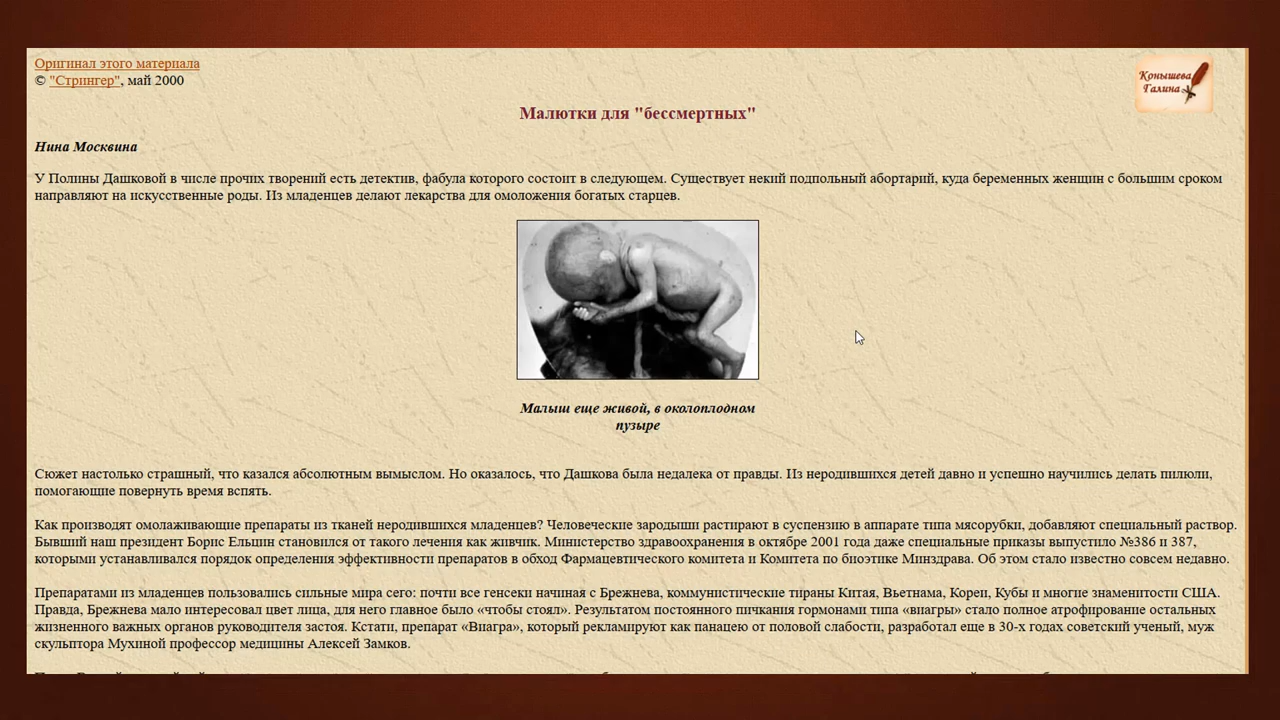 Оригинал этого материала
© "Стрингер", май 2000
Конышева
Галина
Малютки для "бессмертных"
Нина Москвина
У Полины Дашковой в числе прочих творений есть детектив, фабула которого состоит в следующем. Существует некий подпольный абортарий, куда беременных женщин с большим сроком
направляют на искусственные роды. Из младенцев делают лекарства для омоложения богатых старцев.
Малыш еще живой, в околоплодном
пузыре
Сюжет настолько страшный, что казался абсолютным вымыслом. Но оказалось, что Дашкова была недалека от правды. Из неродившихся детей давно и успешно научились делать пилюли,
помогающие повернуть время вспять.
Как производят омолаживающие препараты из тканей неродившихся младенцев? Человеческие зародыши растирают в суспензию в аппарате типа мясорубки, добавляют специальный раствор.
Бывший наш президент Борис Ельцин становился от такого лечения как живчик. Министерство здравоохранения в октябре 2001 года даже специальные приказы выпустило №386 и 387,
которыми устанавливался порядок определения эффективности препаратов в обход Фармацевтического комитета и Комитета по биоэтике Минздрава. Об этом стало известно совсем недавно.
Препаратами из младенцев пользовались сильные мира сего: почти все генсеки начиная с Брежнева, коммунистические тираны Китая, Вьетнама, Кореи, Кубы и многие знаменитости США.
Правда, Брежнева мало интересовал цвет лица, для него главное было «чтобы стоял». Результатом постоянного пичкания гормонами типа «виагры» стало полное атрофирование остальных
жизненного важных органов руководителя застоя. Кстати, препарат «Виагра», который рекламируют как панацею от половой слабости, разработал еще в 30-х годах советский ученый, муж
скульптора Мухиной профессор медицины Алексей Замков.